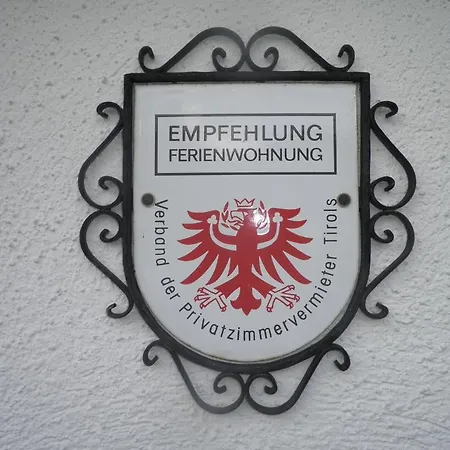 EMPFEHLUNG
FERIENWOHNUNG
Verband der Privatzimmervermieter Tirols